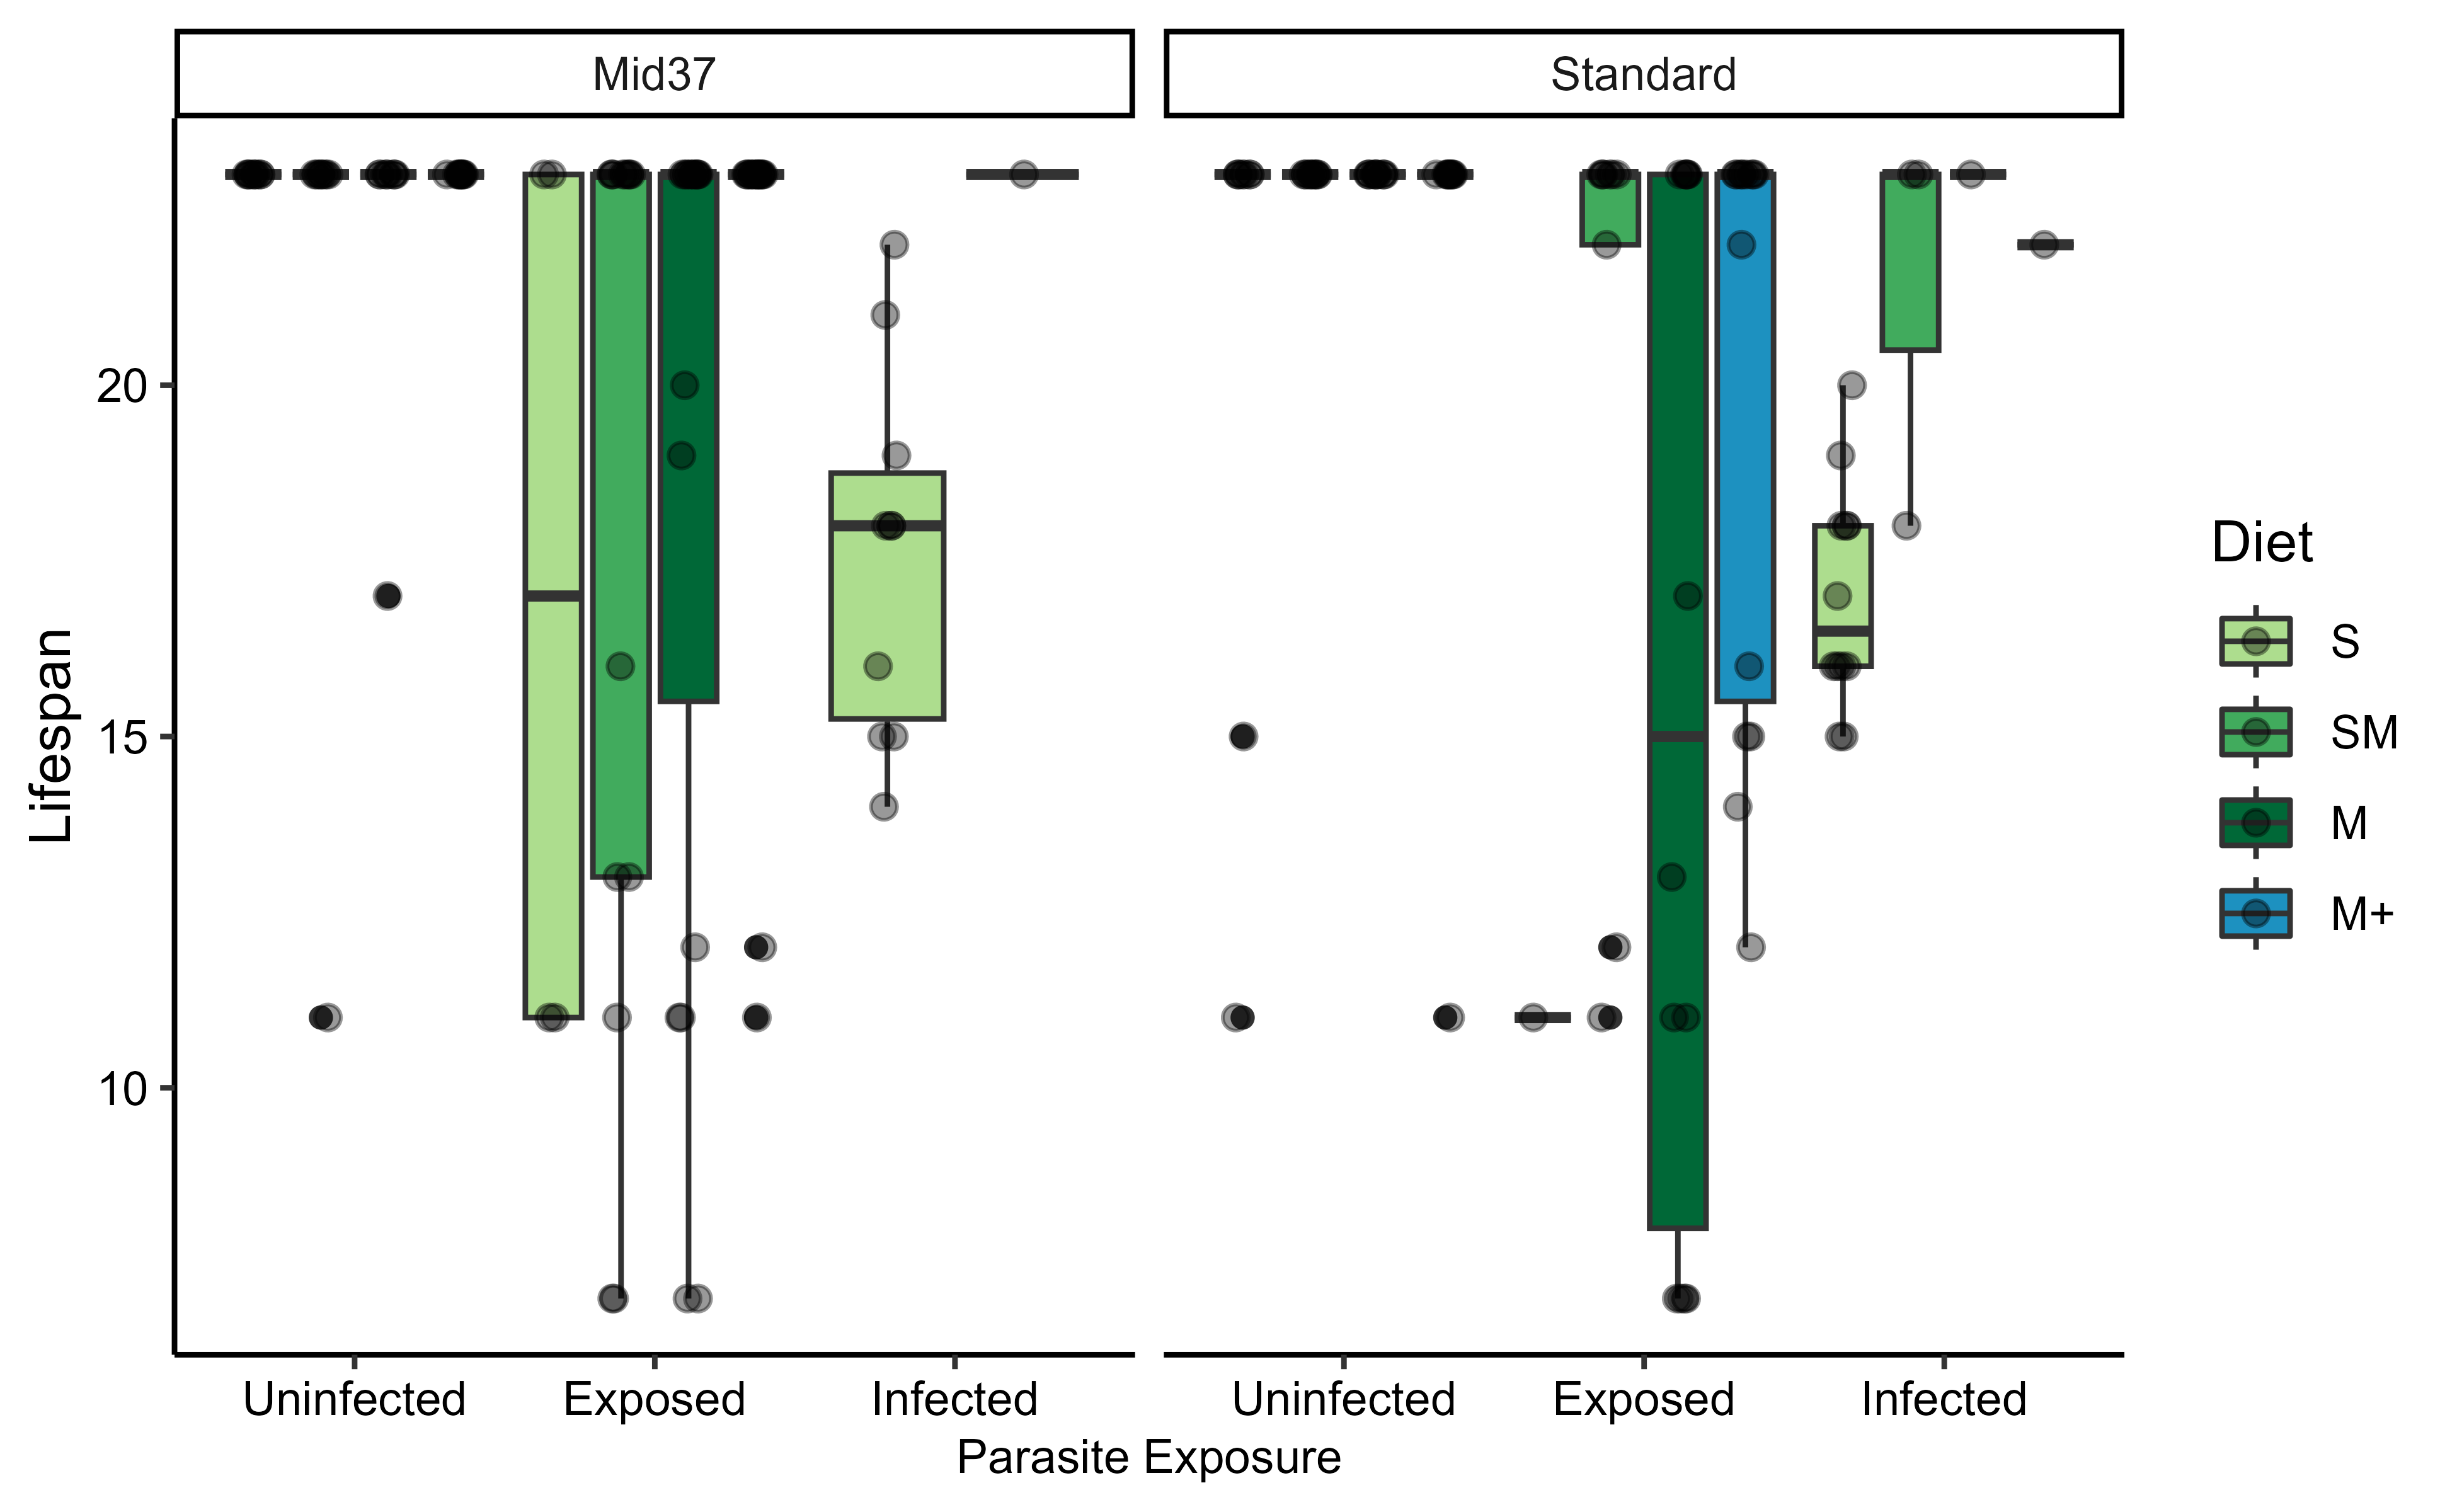 Mid37
Standard
Lifespan
20
15
10
Uninfected
Exposed
Infected
Uninfected
Exposed
Infected
Parasite Exposure
Diet
S
SM
M
M+